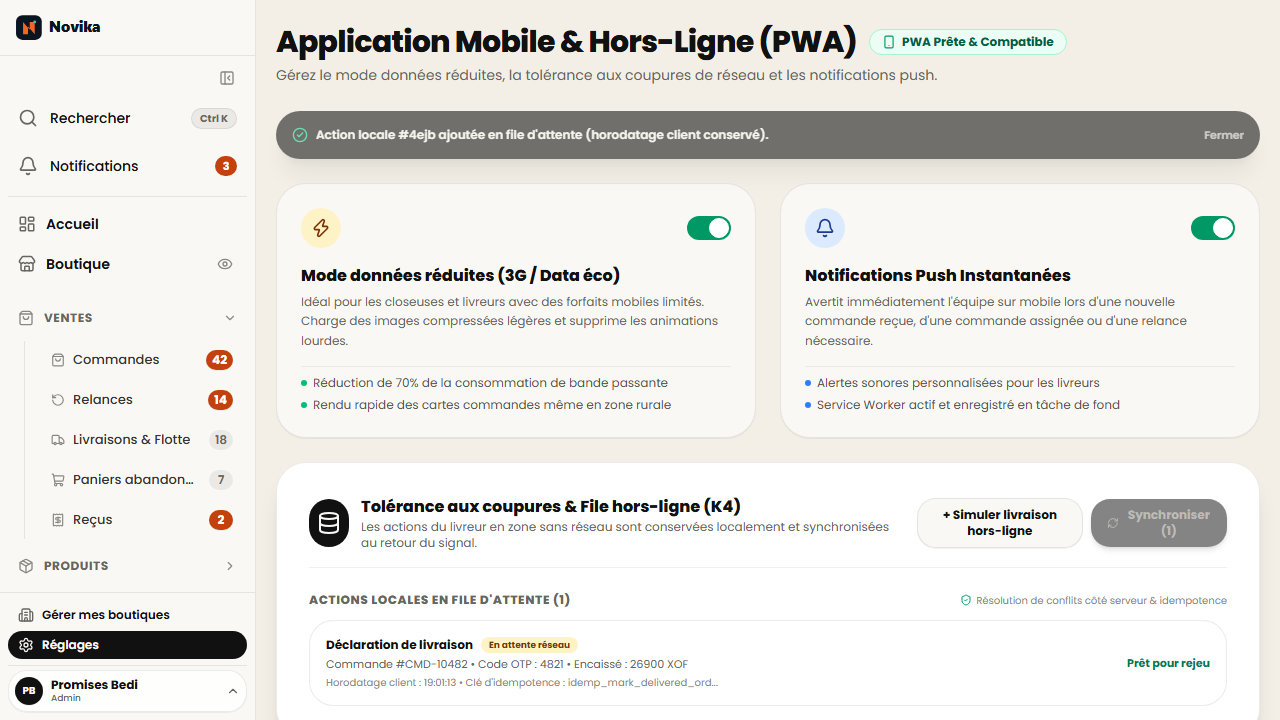 Novika
Rechercher
Ctrl K
Notifications
3
Accueil
Boutique
VENTES
Commandes
42
Relances
14
Livraisons & Flotte
18
Paniers abandon...
7
Reçus
2
PRODUITS
Gérer mes boutiques
Réglages
PB
Promises Bedi
Admin
Application Mobile & Hors-Ligne (PWA)
PWA Prête & Compatible
Gérez le mode données réduites, la tolérance aux coupures de réseau et les notifications push.
Action locale #4ejb ajoutée en file d'attente (horodatage client conservé).
Fermer
Mode données réduites (3G / Data éco)
Idéal pour les closeuses et livreurs avec des forfaits mobiles limités.
Charge des images compressées légères et supprime les animations
lourdes.
Réduction de 70% de la consommation de bande passante
Rendu rapide des cartes commandes même en zone rurale
Notifications Push Instantanées
Avertit immédiatement l'équipe sur mobile lors d'une nouvelle
commande reçue, d'une commande assignée ou d'une relance
nécessaire.
Alertes sonores personnalisées pour les livreurs
Service Worker actif et enregistré en tâche de fond
Tolérance aux coupures & File hors-ligne (K4)
Les actions du livreur en zone sans réseau sont conservées localement et synchronisées
au retour du signal.
+ Simuler livraison
hors-ligne
Synchroniser
(1)
ACTIONS LOCALES EN FILE D'ATTENTE (1)
Résolution de conflits côté serveur & idempotence
Déclaration de livraison
En attente réseau
Commande #CMD-10482 • Code OTP : 4821 • Encaissé : 26900 XOF
Horodatage client : 19:01:13 • Clé d'idempotence : idemp_mark_delivered_ord...
Prêt pour rejeu